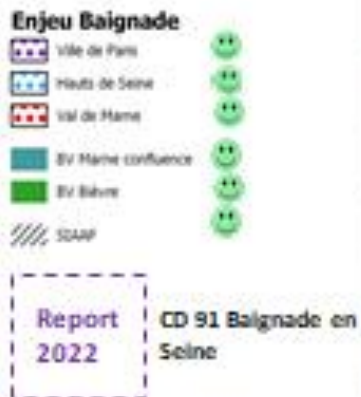 Enjeu Baignade
Ville de Paris
Hauts de Seine
Val de Marne
BV Marne confluence
BV Bièvre
SIAAP
Report
2022
CD 91 Baignade en
Seine